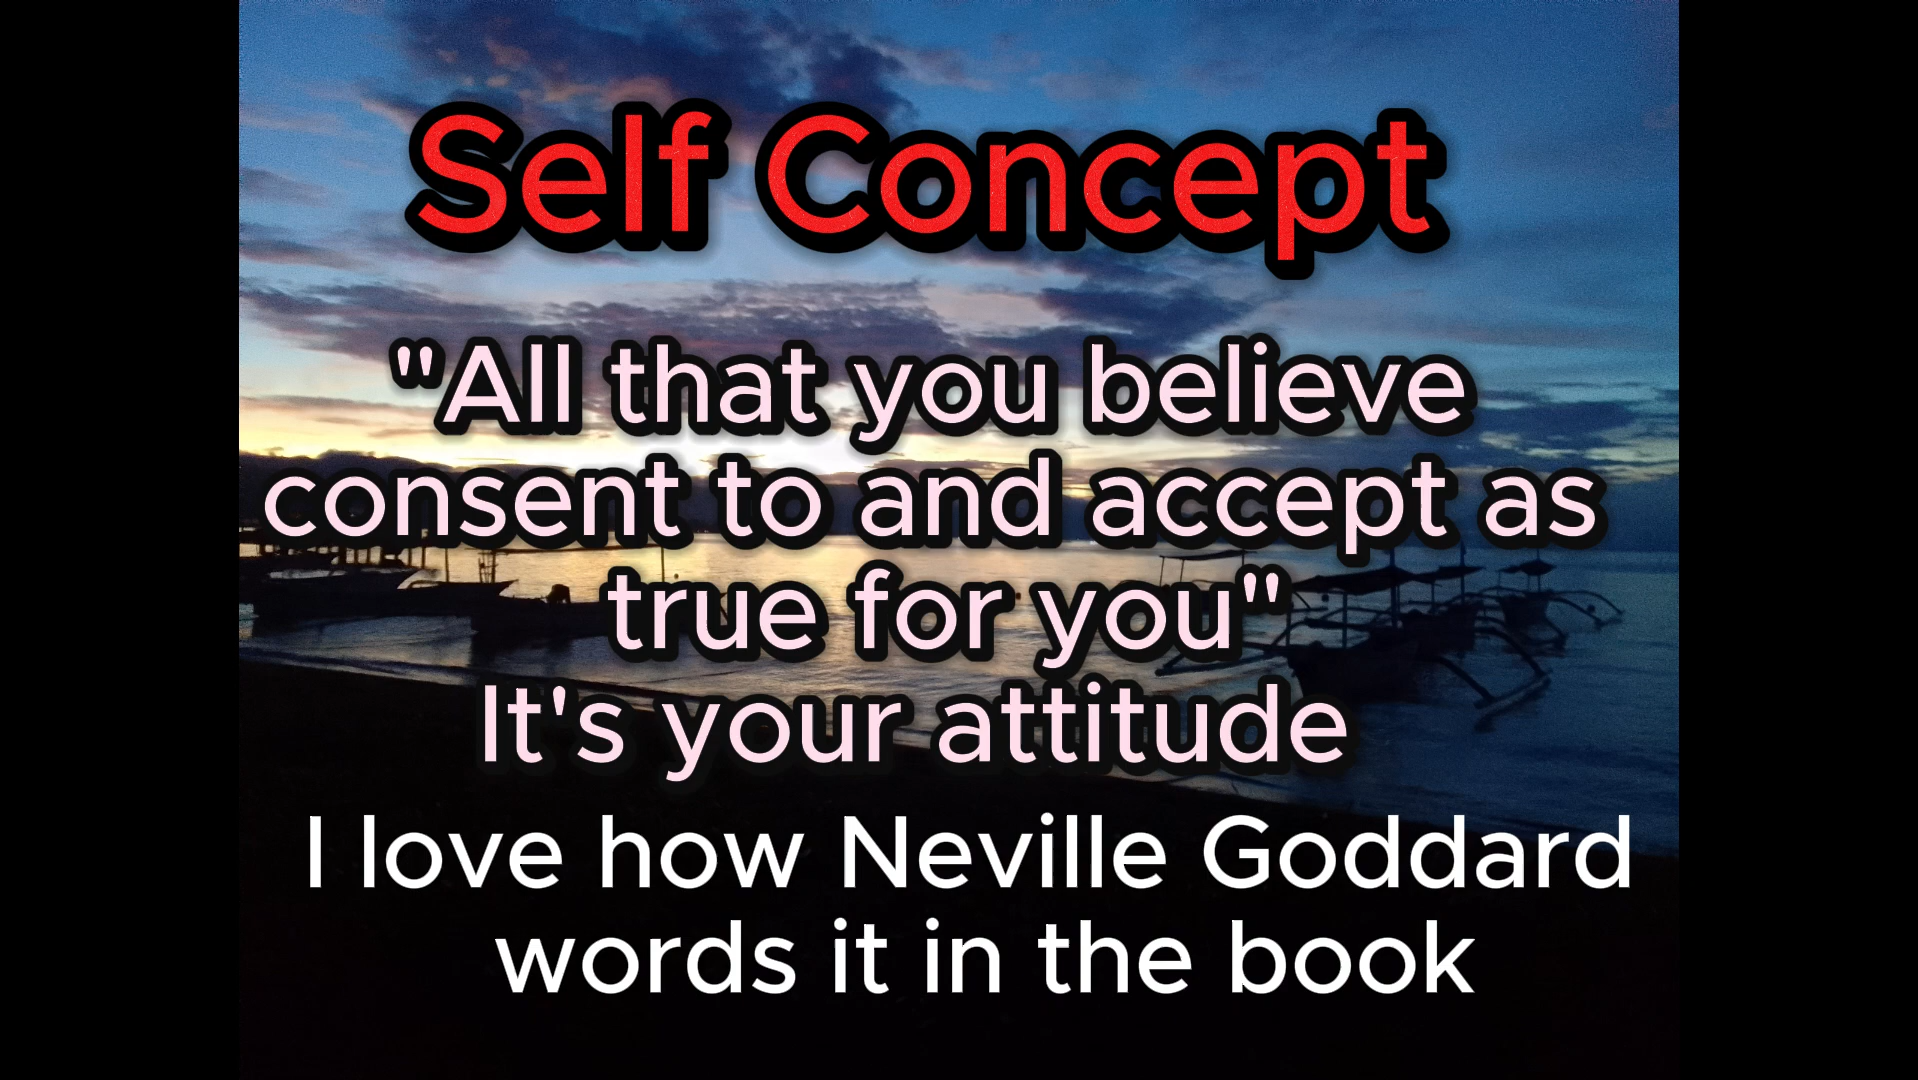 Self Concept
"All that you believe
consent to and accept as
true for you"
It's your attitude
I love how Neville Goddard
words it in the book